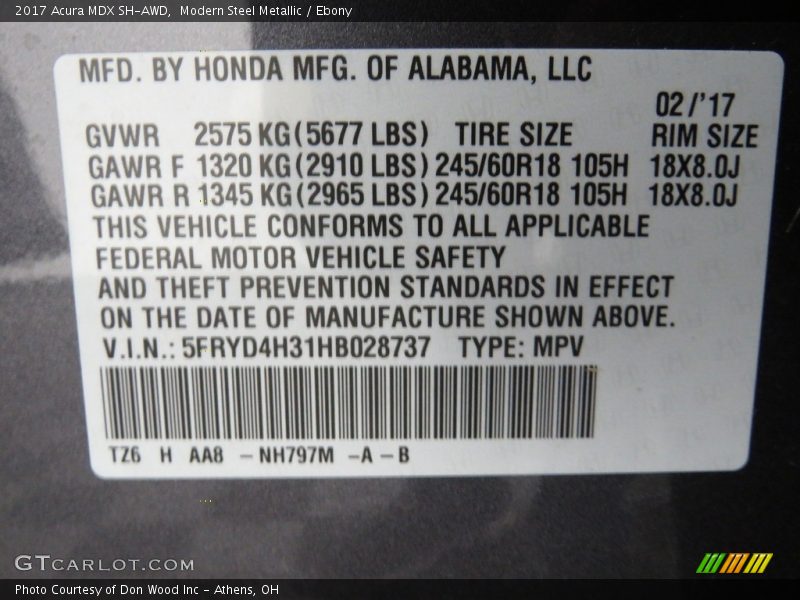 2017 Acura MDX SH-AWD,  Modern Steel Metallic / Ebony
MFD. BY HONDA MFG. OF ALABAMA, LLC
02/'17
GVWR 2575 KG(5677 LBS) TIRE SIZE RIM SIZE
GAWR F 1320 KG(2910 LBS) 245/60R18 105H 18X8.0J
GAWR R 1345 KG(2965 LBS) 245/60R18 105H 18X8.0J
THIS VEHICLE CONFORMS TO ALL APPLICABLE
FEDERAL MOTOR VEHICLE SAFETY
AND THEFT PREVENTION STANDARDS IN EFFECT
ON THE DATE OF MANUFACTURE SHOWN ABOVE.
V.I.N.: 5FRYD4H31HB028737 TYPE: MPV
TZ6 H AA8 - NH797M - A - B
GTCARLOT.COM
Photo Courtesy of Don Wood Inc - Athens, OH